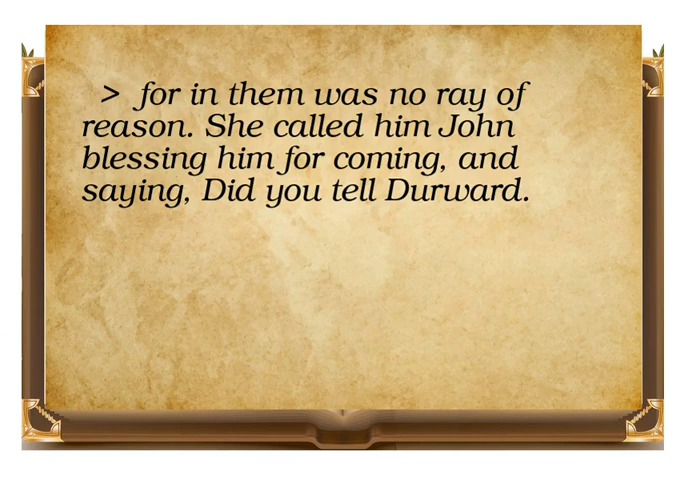 > for in them was no ray of
reason. She called him John
blessing him for coming, and
saying, Did you tell Durward.